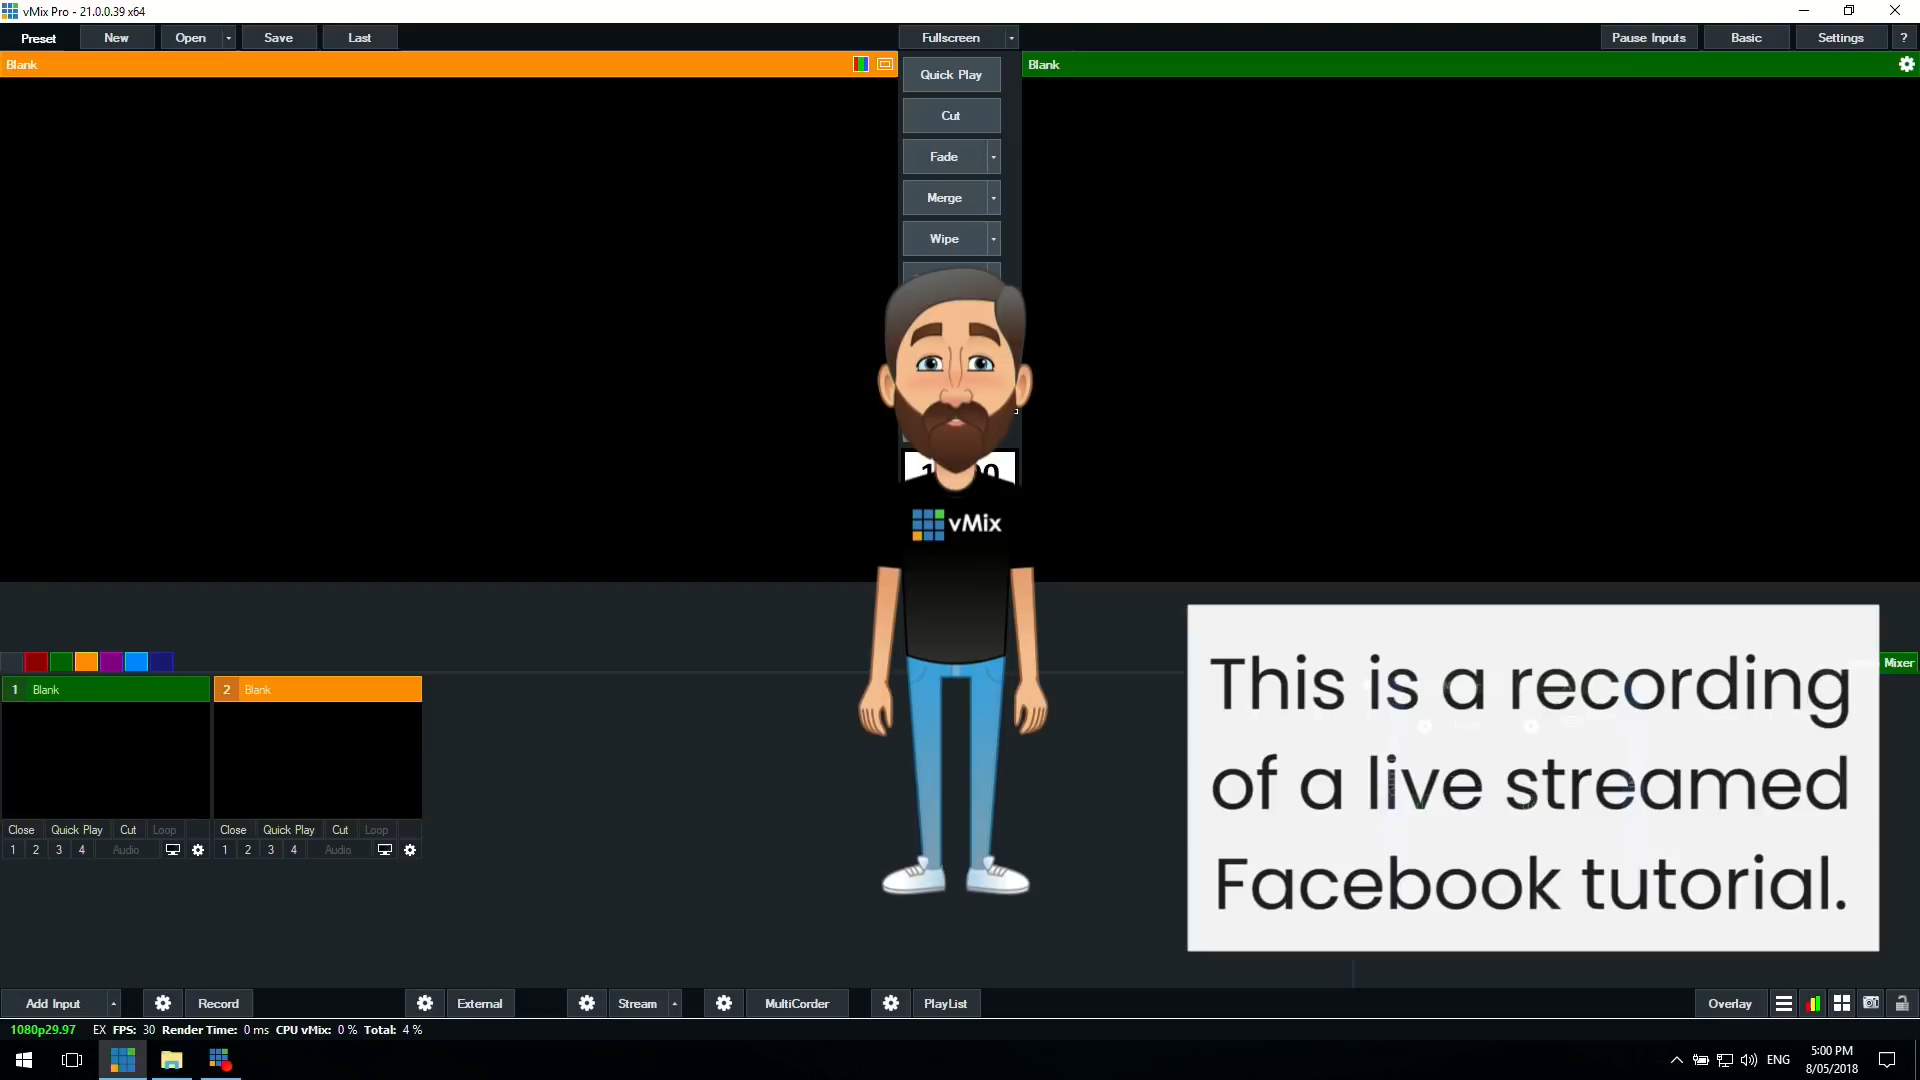 vMix Pro - 21.0.0.39 x64
Preset New Open Save Last Fullscreen Pause Inputs Basic Settings ?
Blank Blank
Quick Play
Cut
Fade
Merge
Wipe
vMix
This is a recording
of a live streamed
Facebook tutorial.
Mixer
1 Blank 2 Blank
Close Quick Play Cut Loop Close Quick Play Cut Loop
1 2 3 4 Audio 1 2 3 4 Audio
Add Input Record External Stream MultiCorder PlayList Overlay
1080p29.97 EX FPS: 30 Render Time: 0 ms CPU vMix: 0 % Total: 4 %
ENG
5:00 PM
8/05/2018